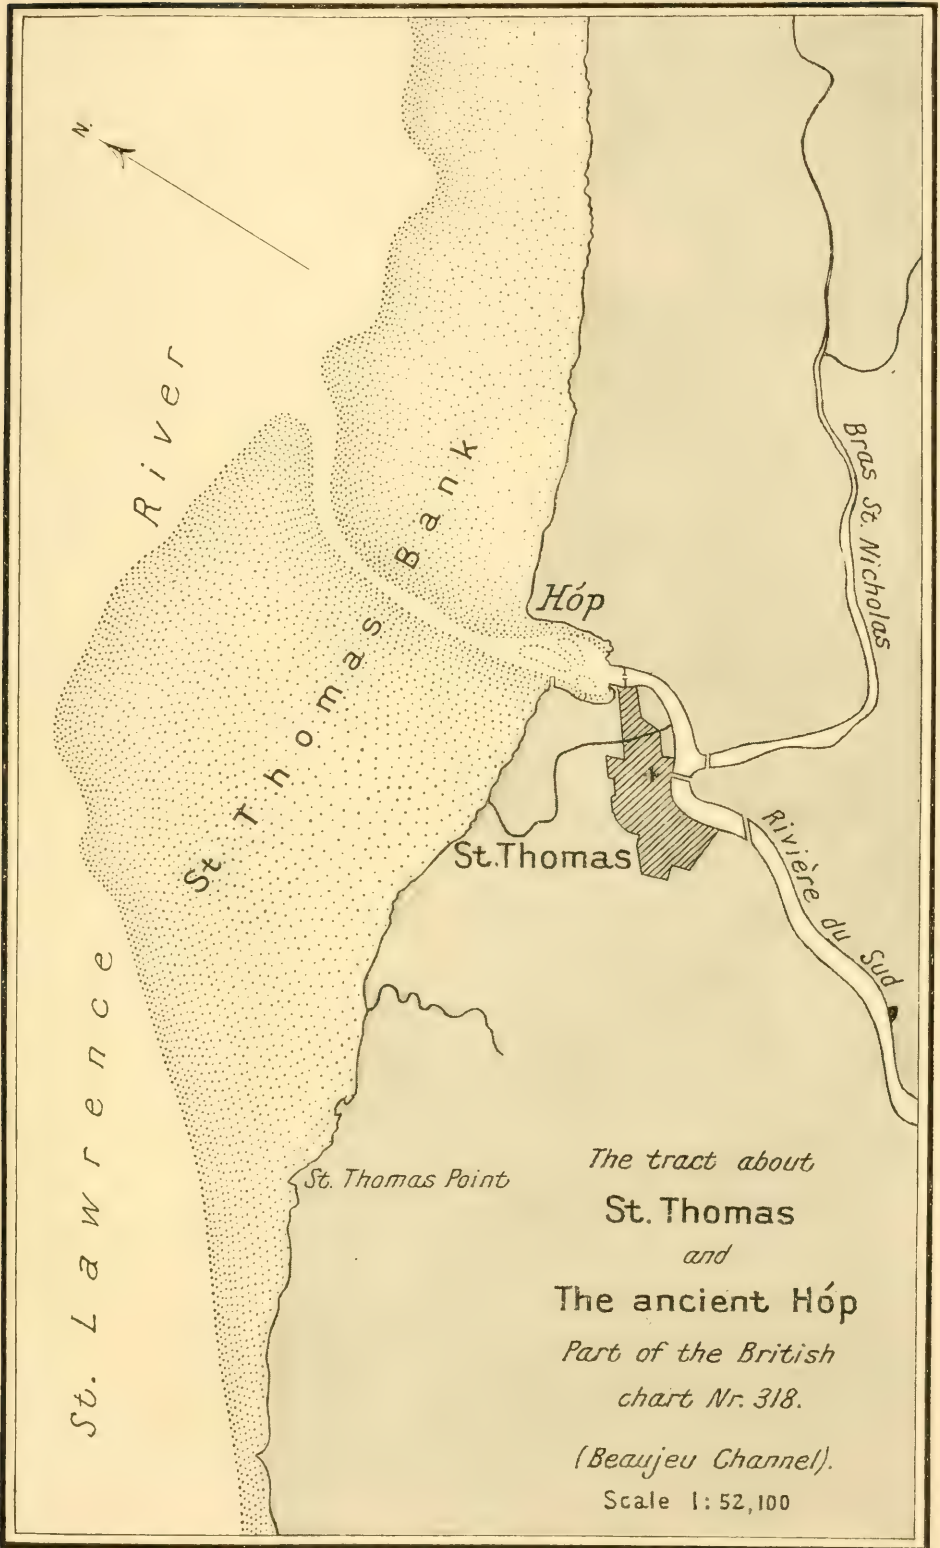 N.
River
St. Lawrence
St Thomas Bank
Hóp
Bras St. Nicholas
St. Thomas
Rivière du Sud
St. Thomas Point
The tract about
St. Thomas
and
The ancient Hóp
Part of the British
chart Nr. 318.
(Beaujeu Channel).
Scale 1:52,100